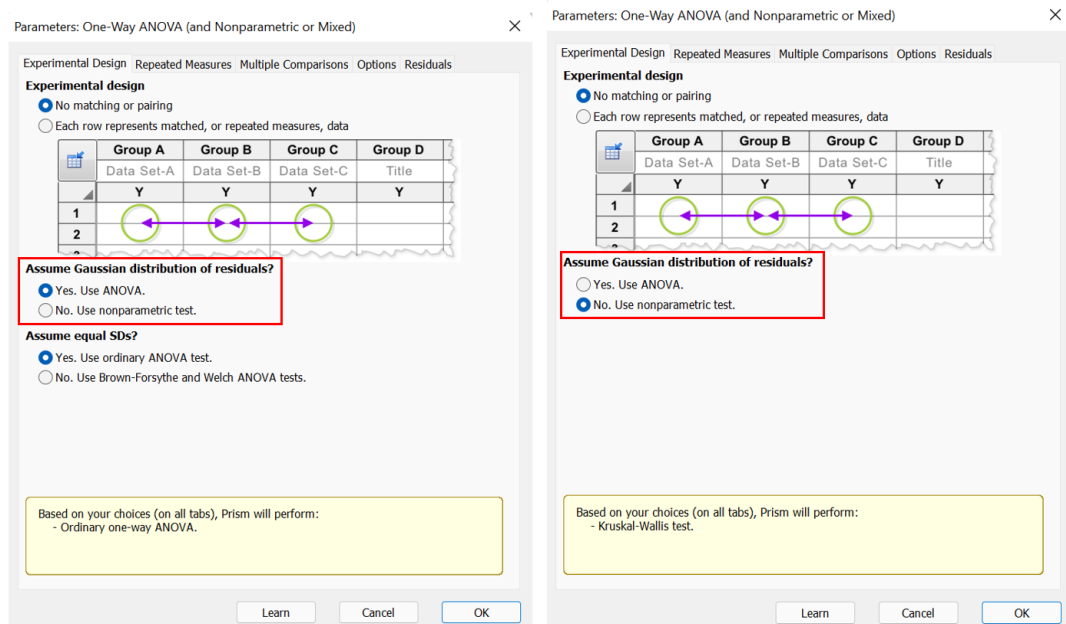 Parameters: One-Way ANOVA (and Nonparametric or Mixed)
Experimental Design Repeated Measures Multiple Comparisons Options Residuals
Experimental design
No matching or pairing
Each row represents matched, or repeated measures, data
Group A Group B Group C Group D
Data Set-A Data Set-B Data Set-C Title
Y Y Y Y
1
2
Assume Gaussian distribution of residuals?
Yes. Use ANOVA.
No. Use nonparametric test.
Assume equal SDs?
Yes. Use ordinary ANOVA test.
No. Use Brown-Forsythe and Welch ANOVA tests.
Based on your choices (on all tabs), Prism will perform:
- Ordinary one-way ANOVA.
Learn Cancel OK
Parameters: One-Way ANOVA (and Nonparametric or Mixed)
Experimental Design Repeated Measures Multiple Comparisons Options Residuals
Experimental design
No matching or pairing
Each row represents matched, or repeated measures, data
Group A Group B Group C Group D
Data Set-A Data Set-B Data Set-C Title
Y Y Y Y
1
2
Assume Gaussian distribution of residuals?
Yes. Use ANOVA.
No. Use nonparametric test.
Based on your choices (on all tabs), Prism will perform:
- Kruskal-Wallis test.
Learn Cancel OK